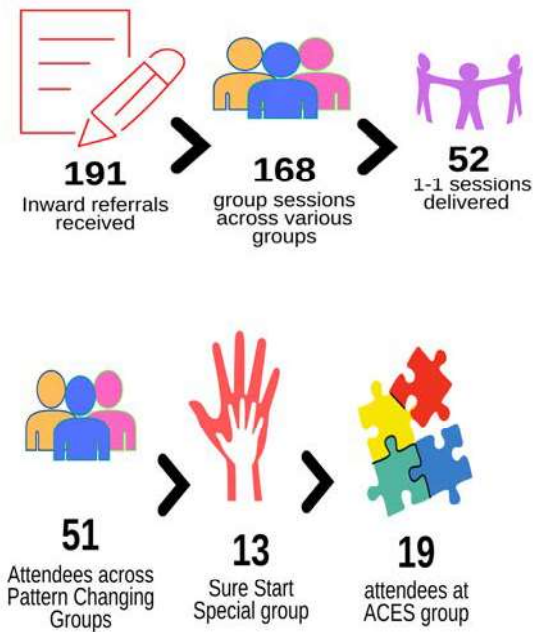 191
Inward referrals
received
168
group sessions
across various
groups
52
1-1 sessions
delivered
51
Attendees across
Pattern Changing
Groups
13
Sure Start
Special group
19
attendees at
ACES group